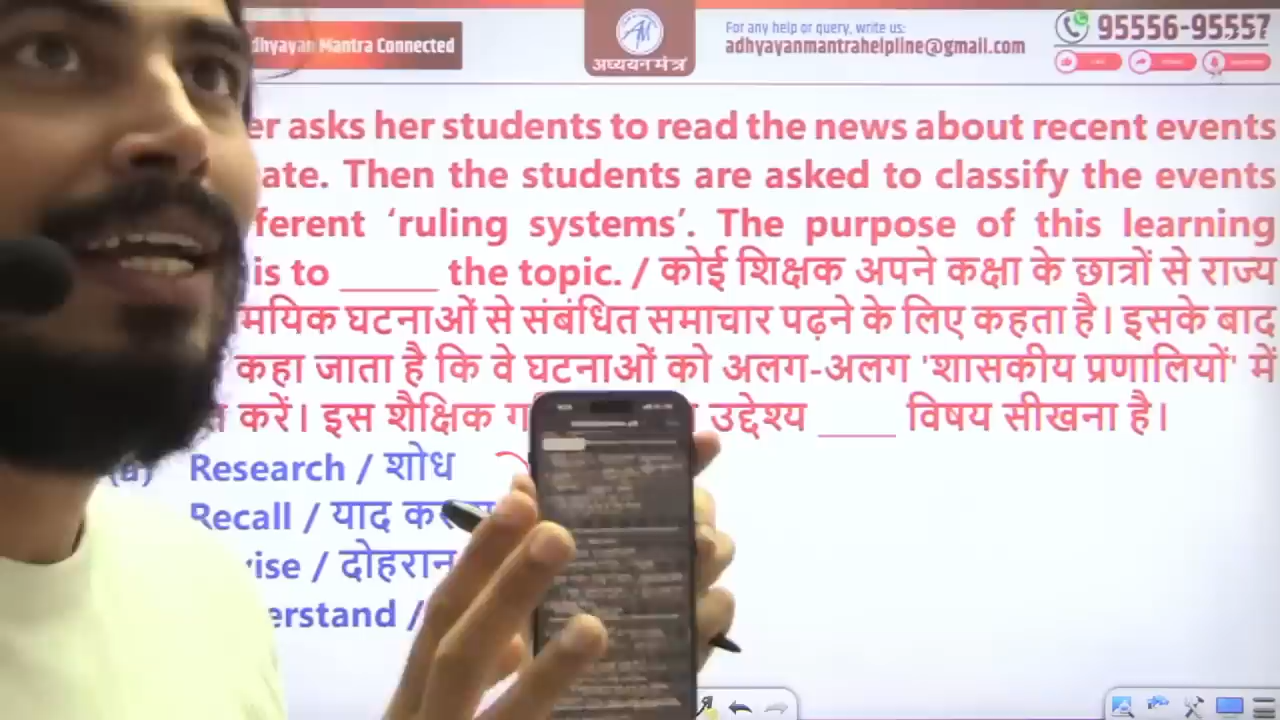 dhyayan Mantra Connected
अध्ययन मंत्र
For any help or query, write us:
adhyayanmantrahelpline@gmail.com
95556-95557
er asks her students to read the news about recent events
ate. Then the students are asked to classify the events
ferent ‘ruling systems’. The purpose of this learning
is to _____ the topic. / कोई शिक्षक अपने कक्षा के छात्रों से राज्य
मयिक घटनाओं से संबंधित समाचार पढ़ने के लिए कहता है। इसके बाद
कहा जाता है कि वे घटनाओं को अलग-अलग 'शासकीय प्रणालियों' में
करें। इस शैक्षिक ग उद्देश्य ____ विषय सीखना है।
(a) Research / शोध
Recall / याद कर
ise / दोहरान
erstand /